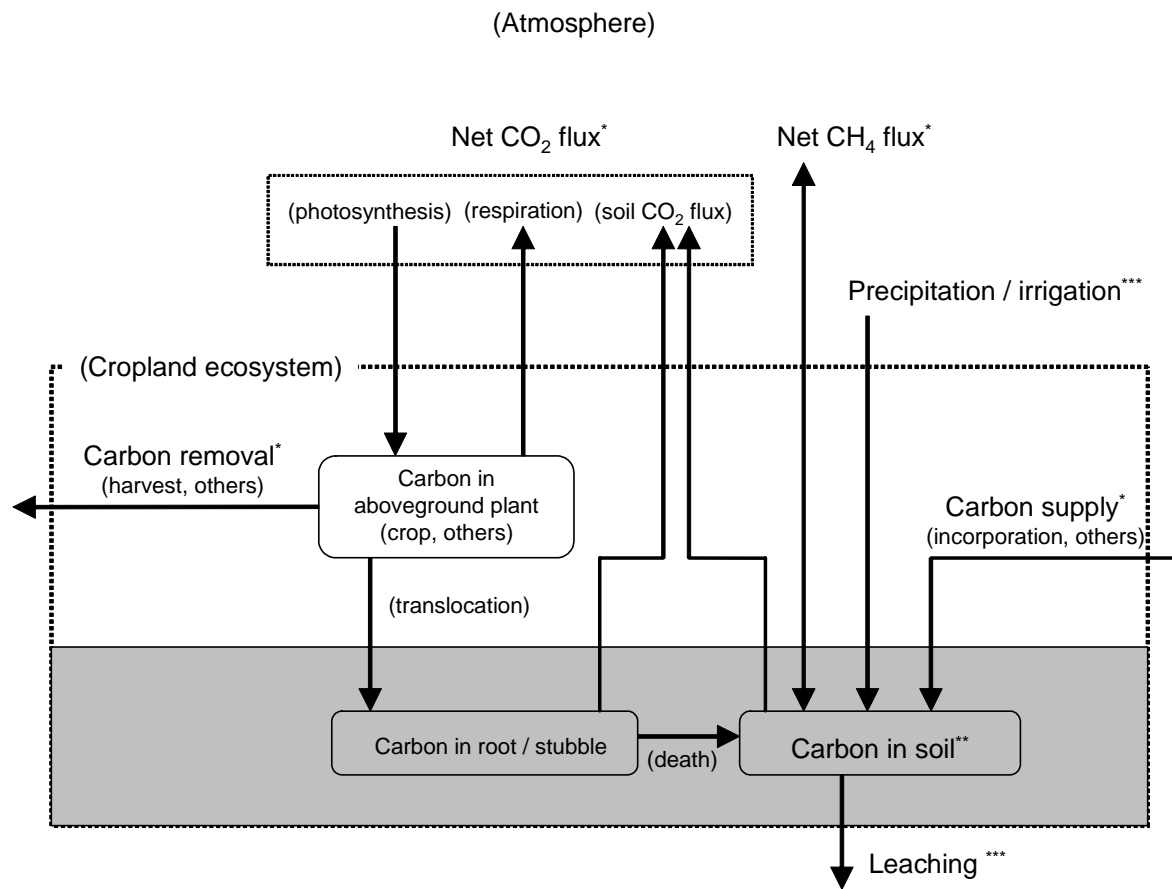 (Atmosphere)
Net CO₂ flux*
Net CH₄ flux*
(photosynthesis) (respiration) (soil CO₂ flux)
Precipitation / irrigation***
(Cropland ecosystem)
Carbon removal*
(harvest, others)
Carbon in
aboveground plant
(crop, others)
Carbon supply*
(incorporation, others)
(translocation)
Carbon in root / stubble
(death)
Carbon in soil**
Leaching ***